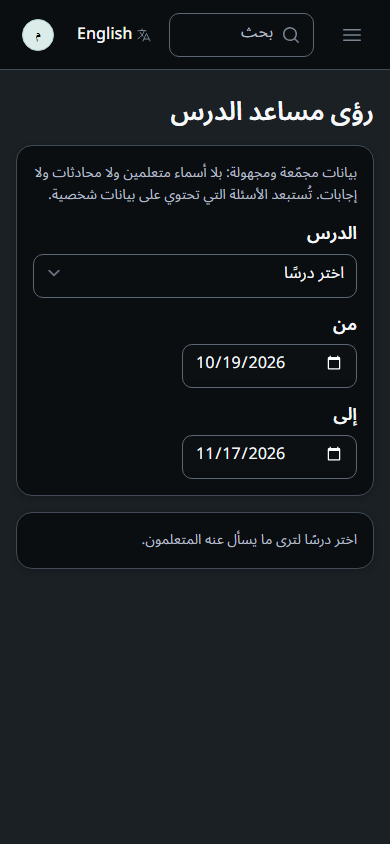 بحث
English
م
رؤى مساعد الدرس
بيانات مجمّعة ومجهولة: بلا أسماء متعلمين ولا محادثات ولا
إجابات. تُستبعد الأسئلة التي تحتوي على بيانات شخصية.
الدرس
اختر درسًا
من
10/19/2026
إلى
11/17/2026
اختر درسًا لترى ما يسأل عنه المتعلمون.